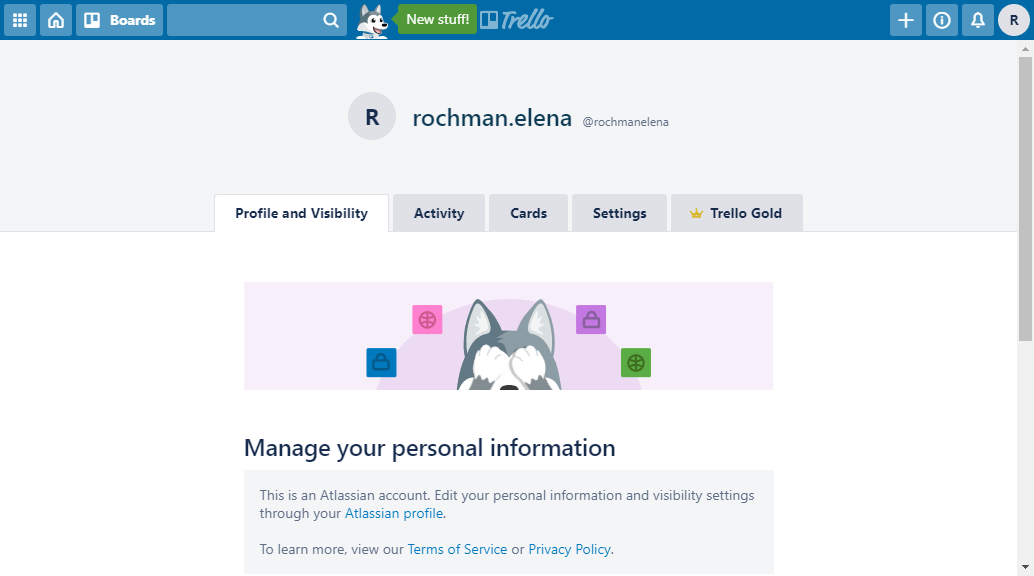 Boards
New stuff!
Trello
R
R
rochman.elena @rochmanelena
Profile and Visibility
Activity
Cards
Settings
Trello Gold
Manage your personal information
This is an Atlassian account. Edit your personal information and visibility settings
through your Atlassian profile.
To learn more, view our Terms of Service or Privacy Policy.